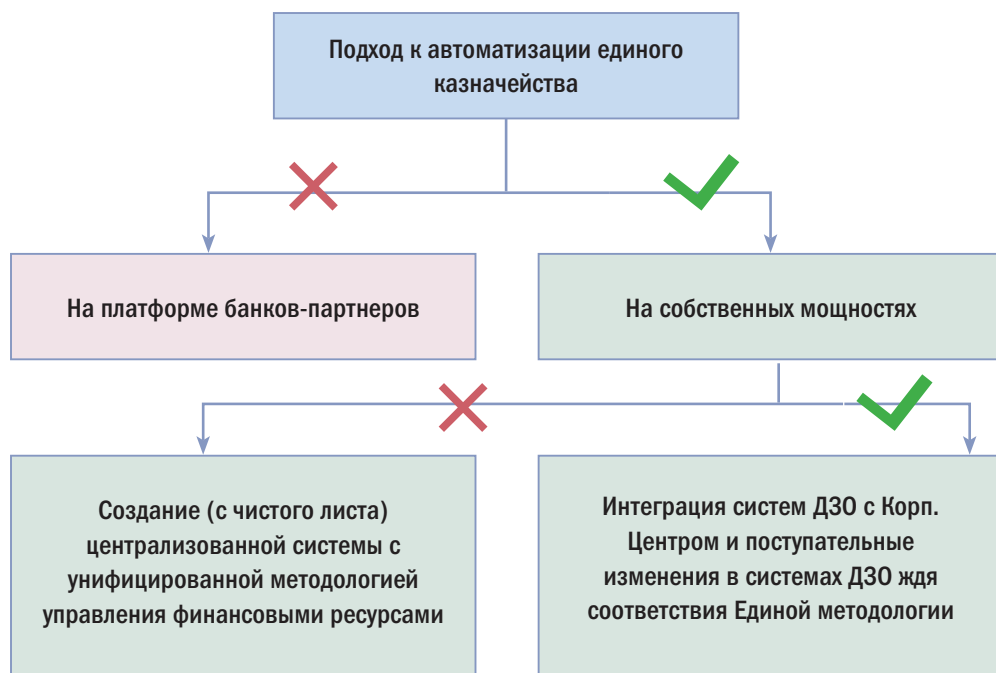 Подход к автоматизации единого
казначейства
На платформе банков-партнеров
На собственных мощностях
Создание (с чистого листа)
централизованной системы с
унифицированной методологией
управления финансовыми ресурсами
Интеграция систем ДЗО с Корп.
Центром и поступательные
изменения в системах ДЗО ждя
соответствия Единой методологии